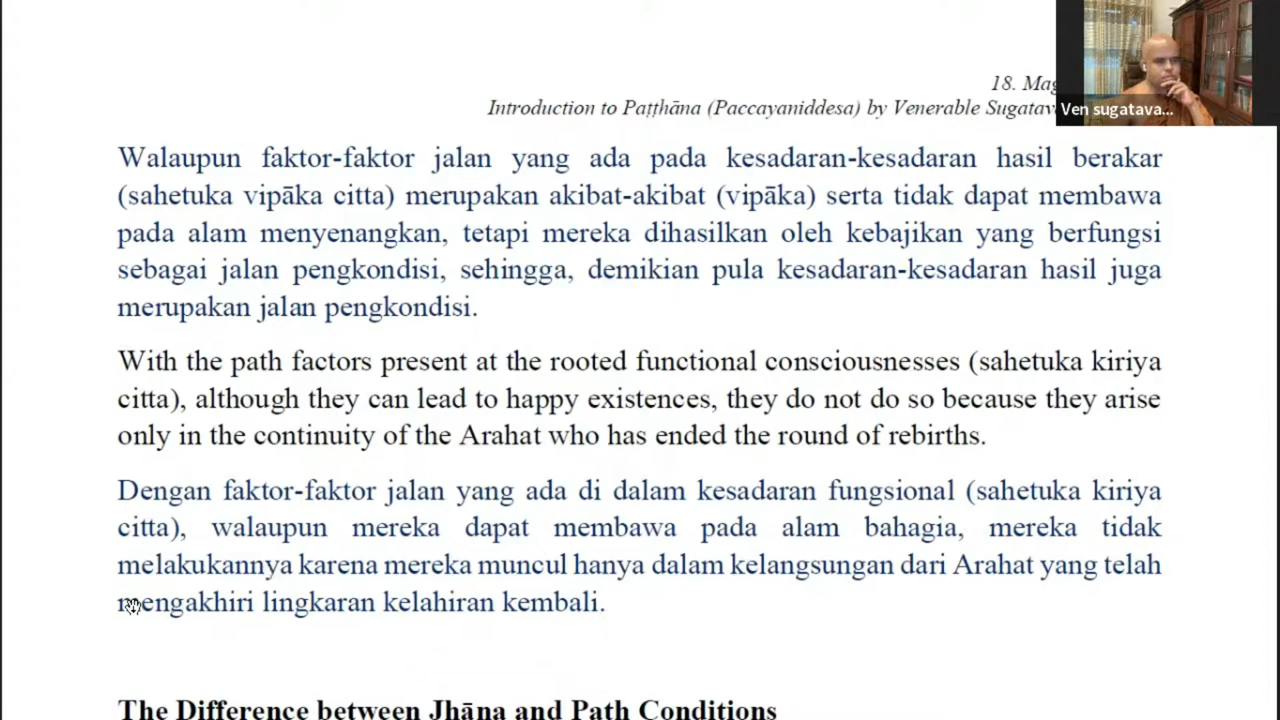 18. Mag
Introduction to Paṭṭhāna (Paccayaniddesa) by Venerable Sugatav
Ven sugatava...
Walaupun faktor-faktor jalan yang ada pada kesadaran-kesadaran hasil berakar
(sahetuka vipāka citta) merupakan akibat-akibat (vipāka) serta tidak dapat membawa
pada alam menyenangkan, tetapi mereka dihasilkan oleh kebajikan yang berfungsi
sebagai jalan pengkondisi, sehingga, demikian pula kesadaran-kesadaran hasil juga
merupakan jalan pengkondisi.
With the path factors present at the rooted functional consciousnesses (sahetuka kiriya
citta), although they can lead to happy existences, they do not do so because they arise
only in the continuity of the Arahat who has ended the round of rebirths.
Dengan faktor-faktor jalan yang ada di dalam kesadaran fungsional (sahetuka kiriya
citta), walaupun mereka dapat membawa pada alam bahagia, mereka tidak
melakukannya karena mereka muncul hanya dalam kelangsungan dari Arahat yang telah
mengakhiri lingkaran kelahiran kembali.
The Difference between Jhāna and Path Conditions